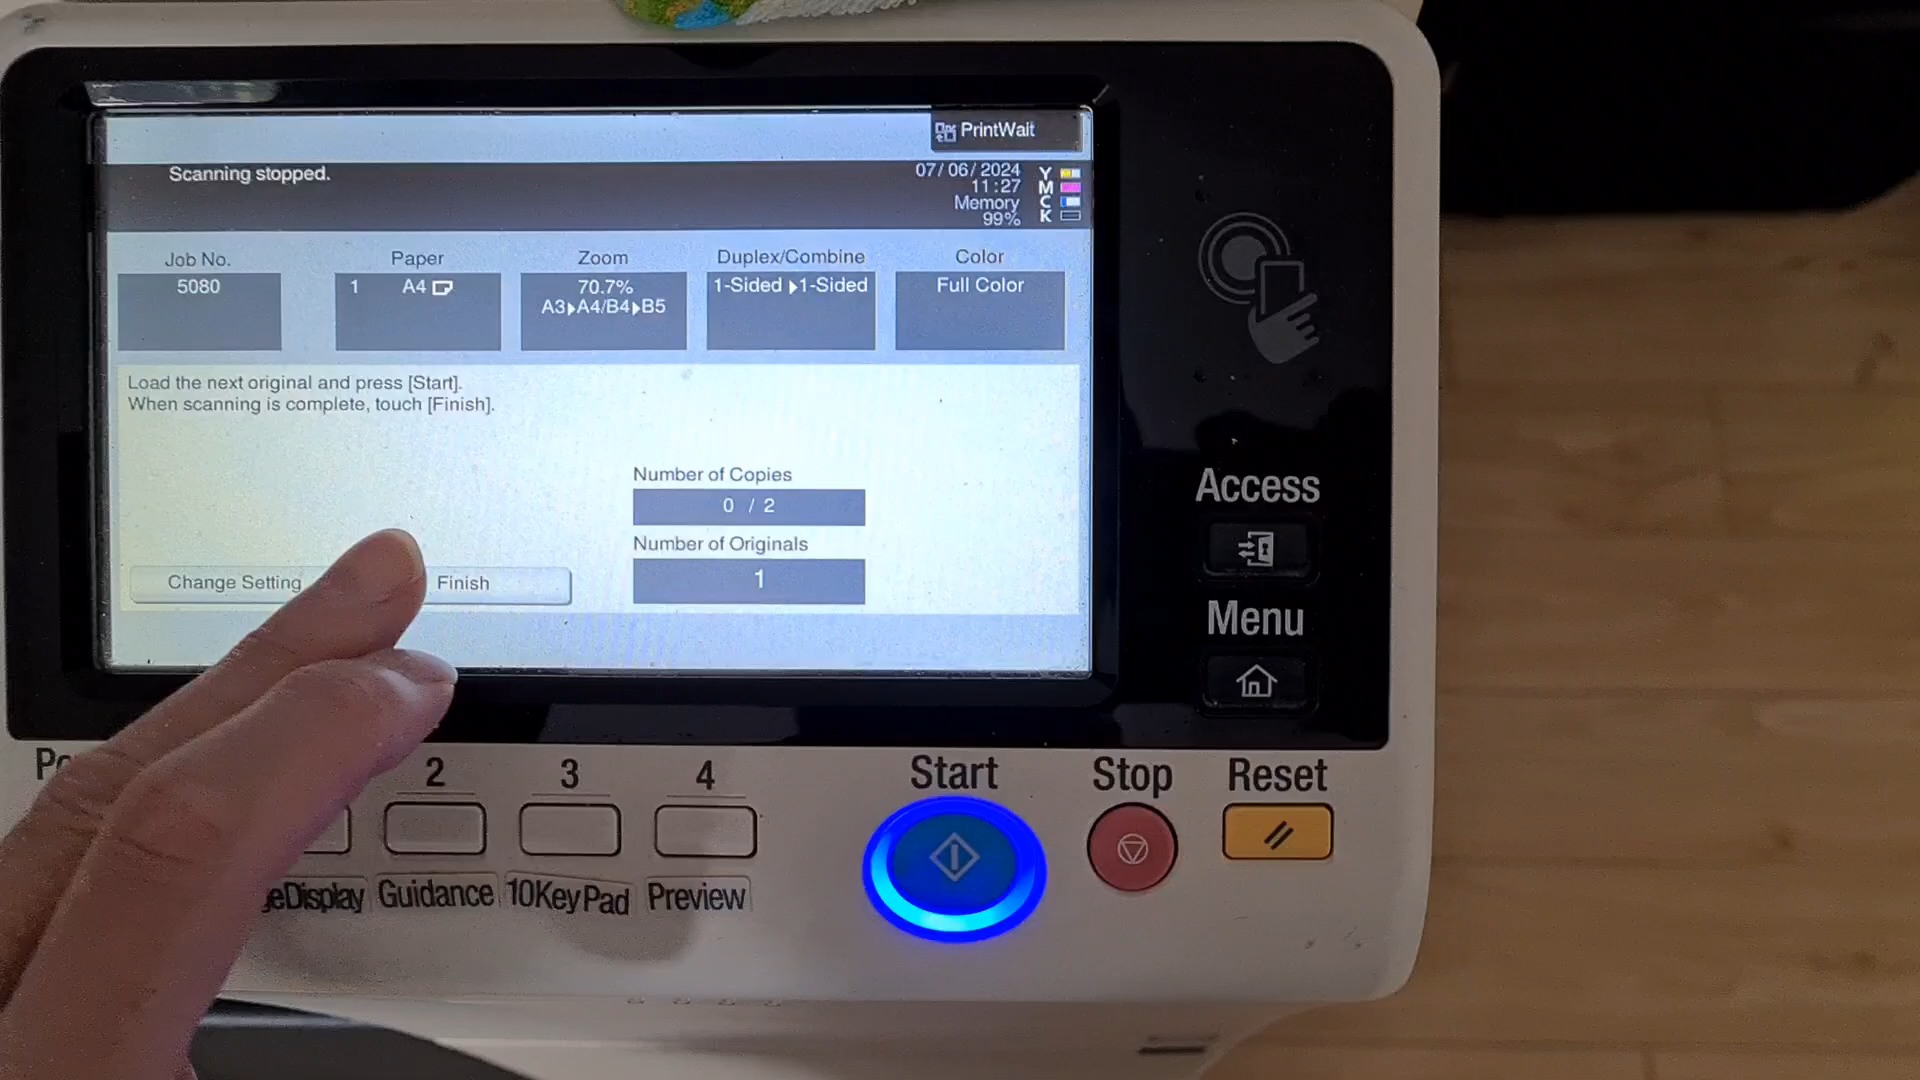 PrintWait
Scanning stopped.
07/06/2024
11:27
Memory
99%
Y
M
C
K
Job No.
5080
Paper
1 A4
Zoom
70.7%
A3▶A4/B4▶B5
Duplex/Combine
1-Sided ▶1-Sided
Color
Full Color
Load the next original and press [Start].
When scanning is complete, touch [Finish].
Number of Copies
0 / 2
Number of Originals
1
Change Setting
Finish
Access
Menu
2
3
4
Start
Stop
Reset
Guidance
10KeyPad
Preview